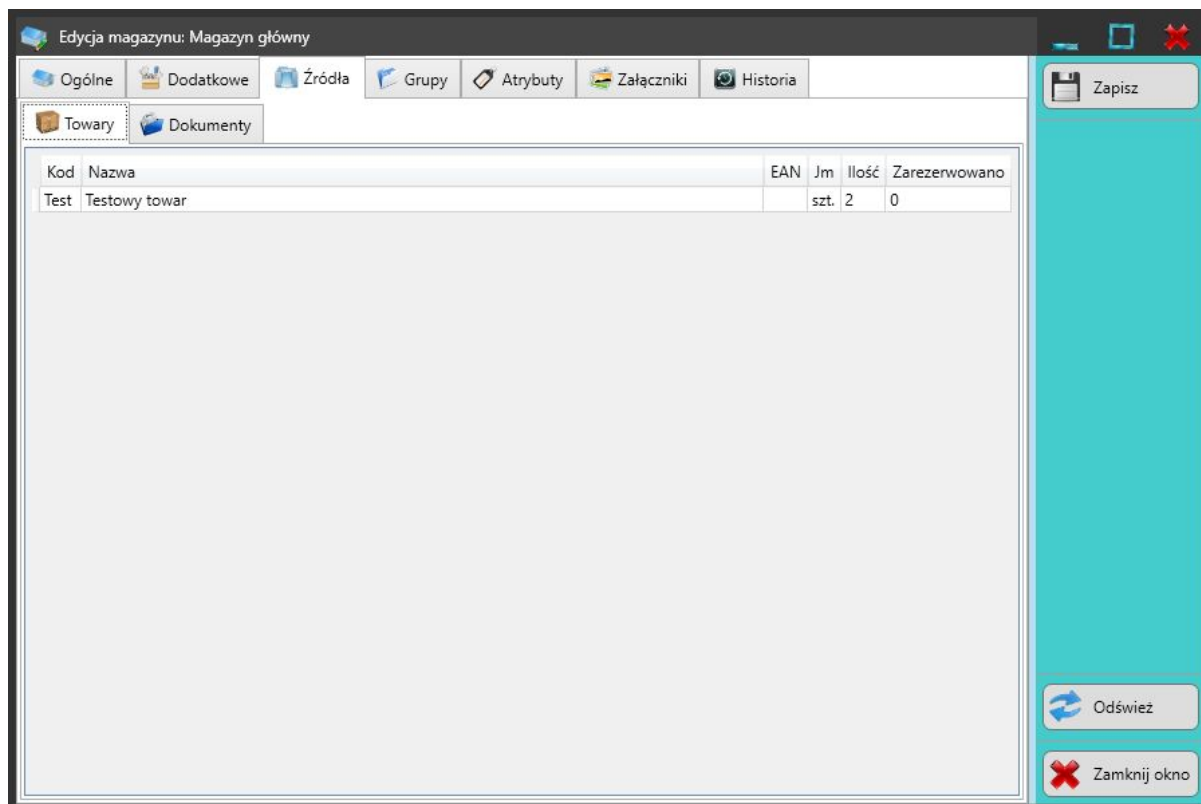 Edycja magazynu: Magazyn główny
Ogólne Dodatkowe Źródła Grupy Atrybuty Załączniki Historia
Zapisz
Towary Dokumenty
Kod Nazwa EAN Jm Ilość Zarezerwowano
Test Testowy towar szt. 2 0
Odśwież
Zamknij okno